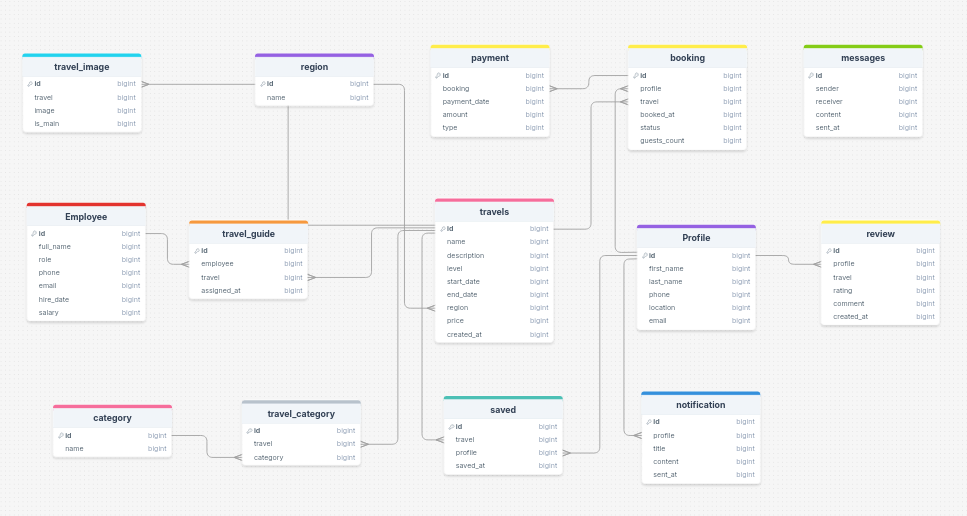 travel_image
id bigint
travel bigint
image bigint
is_main bigint
region
id bigint
name bigint
payment
id bigint
booking bigint
payment_date bigint
amount bigint
type bigint
booking
id bigint
profile bigint
travel bigint
booked_at bigint
status bigint
guests_count bigint
messages
id bigint
sender bigint
receiver bigint
content bigint
sent_at bigint
Employee
id bigint
full_name bigint
role bigint
phone bigint
email bigint
hire_date bigint
salary bigint
travel_guide
id bigint
employee bigint
travel bigint
assigned_at bigint
travels
id bigint
name bigint
description bigint
level bigint
start_date bigint
end_date bigint
region bigint
price bigint
created_at bigint
Profile
id bigint
first_name bigint
last_name bigint
phone bigint
location bigint
email bigint
review
id bigint
profile bigint
travel bigint
rating bigint
comment bigint
created_at bigint
category
id bigint
name bigint
travel_category
id bigint
travel bigint
category bigint
saved
id bigint
travel bigint
profile bigint
saved_at bigint
notification
id bigint
profile bigint
title bigint
content bigint
sent_at bigint